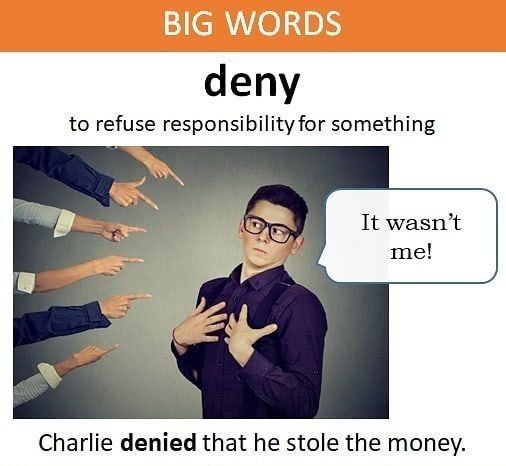 BIG WORDS
deny
to refuse responsibility for something
It wasn't
me!
Charlie denied that he stole the money.